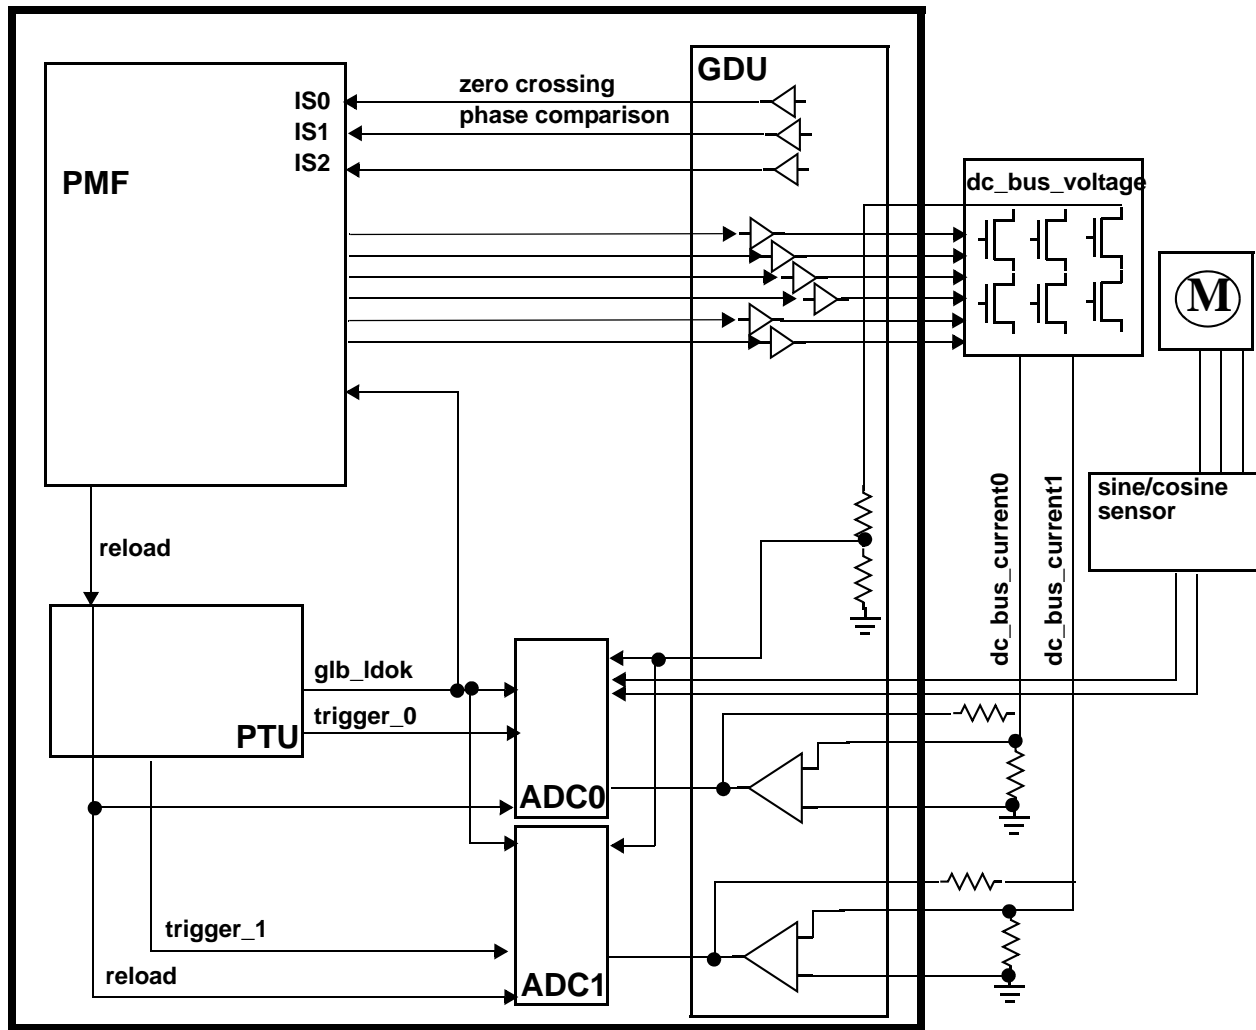 GDU
zero crossing
IS0
phase comparison
IS1
IS2
PMF
dc_bus_voltage
M
dc_bus_current0
dc_bus_current1
sine/cosine
sensor
reload
glb_ldok
trigger_0
PTU
ADC0
trigger_1
reload
ADC1